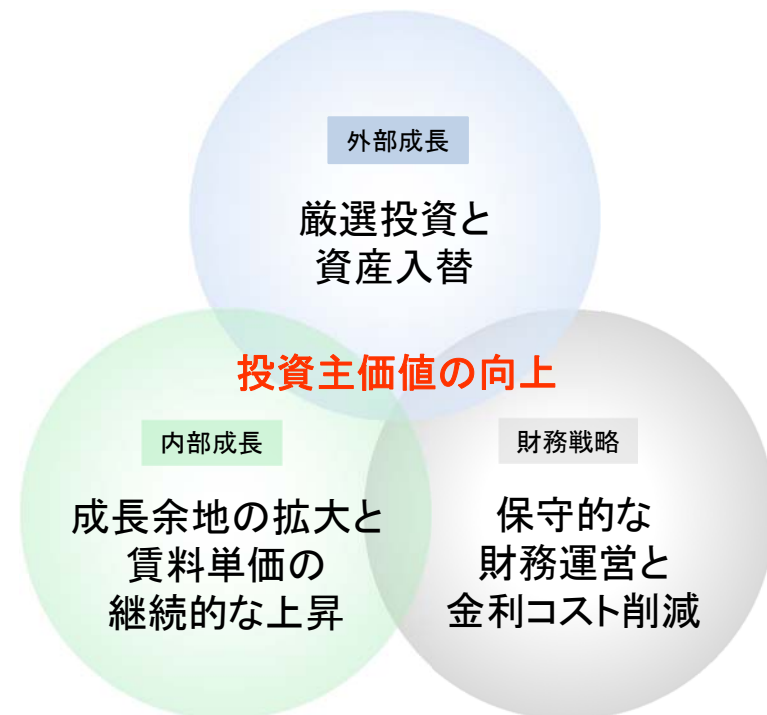 外部成長
厳選投資と
資産入替
投資主価値の向上
内部成長
成長余地の拡大と
賃料単価の
継続的な上昇
財務戦略
保守的な
財務運営と
金利コスト削減